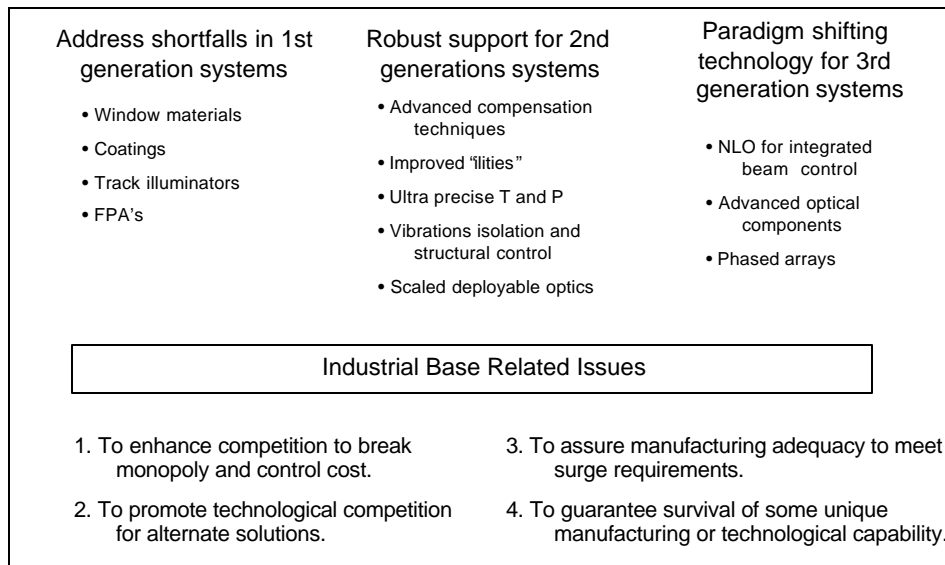 Address shortfalls in 1st
generation systems
• Window materials
• Coatings
• Track illuminators
• FPA's
Robust support for 2nd
generations systems
• Advanced compensation
techniques
• Improved "ilities"
• Ultra precise T and P
• Vibrations isolation and
structural control
• Scaled deployable optics
Paradigm shifting
technology for 3rd
generation systems
• NLO for integrated
beam control
• Advanced optical
components
• Phased arrays
Industrial Base Related Issues
1. To enhance competition to break
monopoly and control cost.
2. To promote technological competition
for alternate solutions.
3. To assure manufacturing adequacy to meet
surge requirements.
4. To guarantee survival of some unique
manufacturing or technological capability.